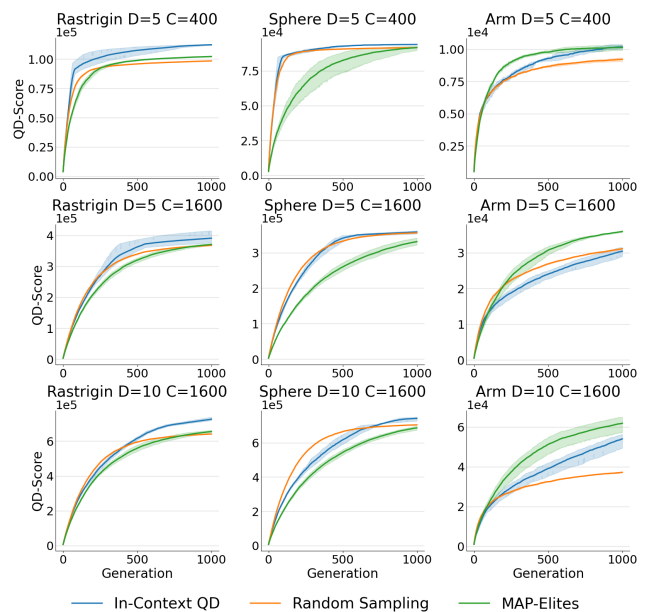 Rastrigin D=5 C=400
1e5
QD-Score
1.00
0.75
0.50
0.25
0.00
0
500
1000
Sphere D=5 C=400
1e4
7.5
5.0
2.5
0
500
1000
Arm D=5 C=400
1e4
1.00
0.75
0.50
0.25
0
500
1000
Rastrigin D=5 C=1600
1e5
QD-Score
4
3
2
1
0
0
500
1000
Sphere D=5 C=1600
1e5
3
2
1
0
0
500
1000
Arm D=5 C=1600
1e4
3
2
1
0
0
500
1000
Rastrigin D=10 C=1600
1e5
QD-Score
6
4
2
0
0
500
1000
Generation
Sphere D=10 C=1600
1e5
6
4
2
0
0
500
1000
Generation
Arm D=10 C=1600
1e4
6
4
2
0
0
500
1000
Generation
In-Context QD
Random Sampling
MAP-Elites